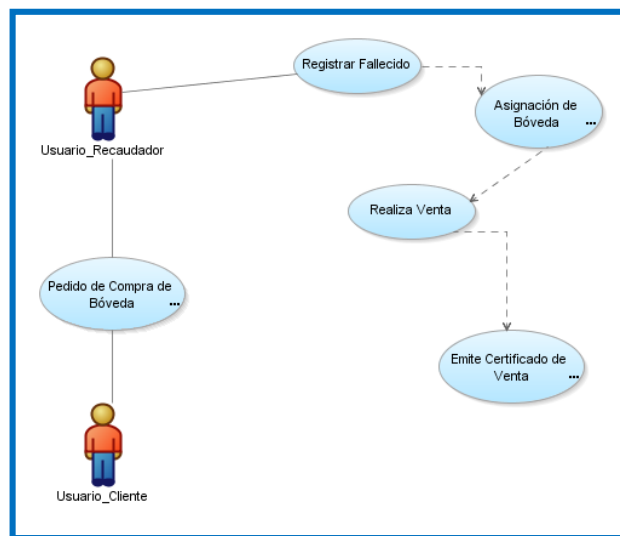 Registrar Fallecido
Asignación de
Bóveda
Usuario_Recaudador
Realiza Venta
Pedido de Compra de
Bóveda
Emite Certificado de
Venta
Usuario_Cliente